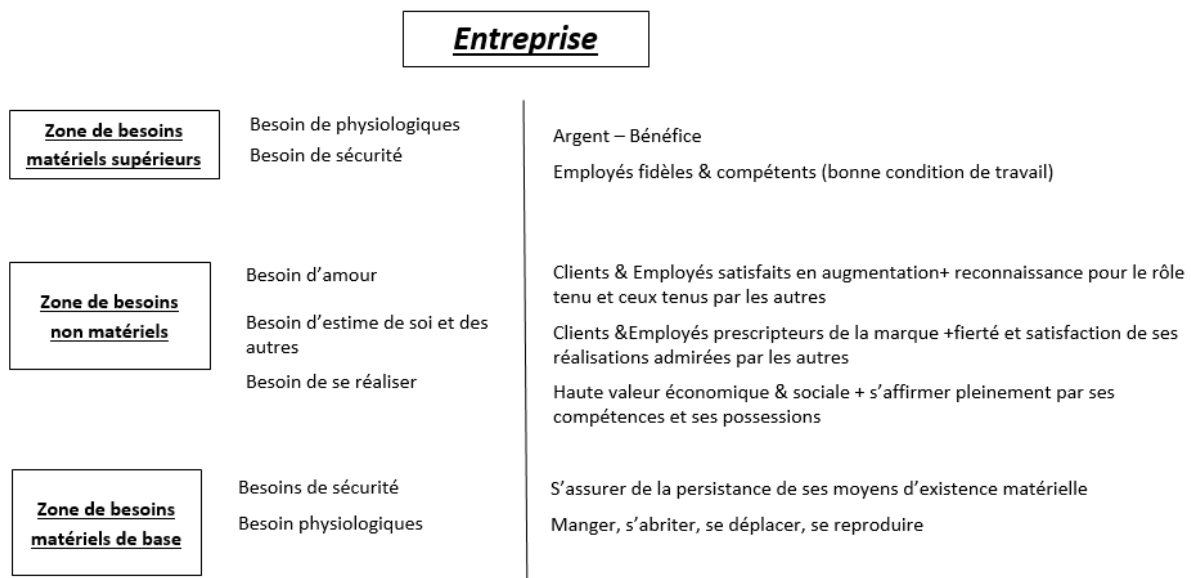 Entreprise
Zone de besoins
matériels supérieurs
Besoin de physiologiques
Besoin de sécurité
Argent – Bénéfice
Employés fidèles & compétents (bonne condition de travail)
Zone de besoins
non matériels
Besoin d’amour
Besoin d’estime de soi et des
autres
Besoin de se réaliser
Clients & Employés satisfaits en augmentation+ reconnaissance pour le rôle
tenu et ceux tenus par les autres
Clients &Employés prescripteurs de la marque +fierté et satisfaction de ses
réalisations admirées par les autres
Haute valeur économique & sociale + s’affirmer pleinement par ses
compétences et ses possessions
Zone de besoins
matériels de base
Besoins de sécurité
Besoin physiologiques
S’assurer de la persistance de ses moyens d’existence matérielle
Manger, s’abriter, se déplacer, se reproduire